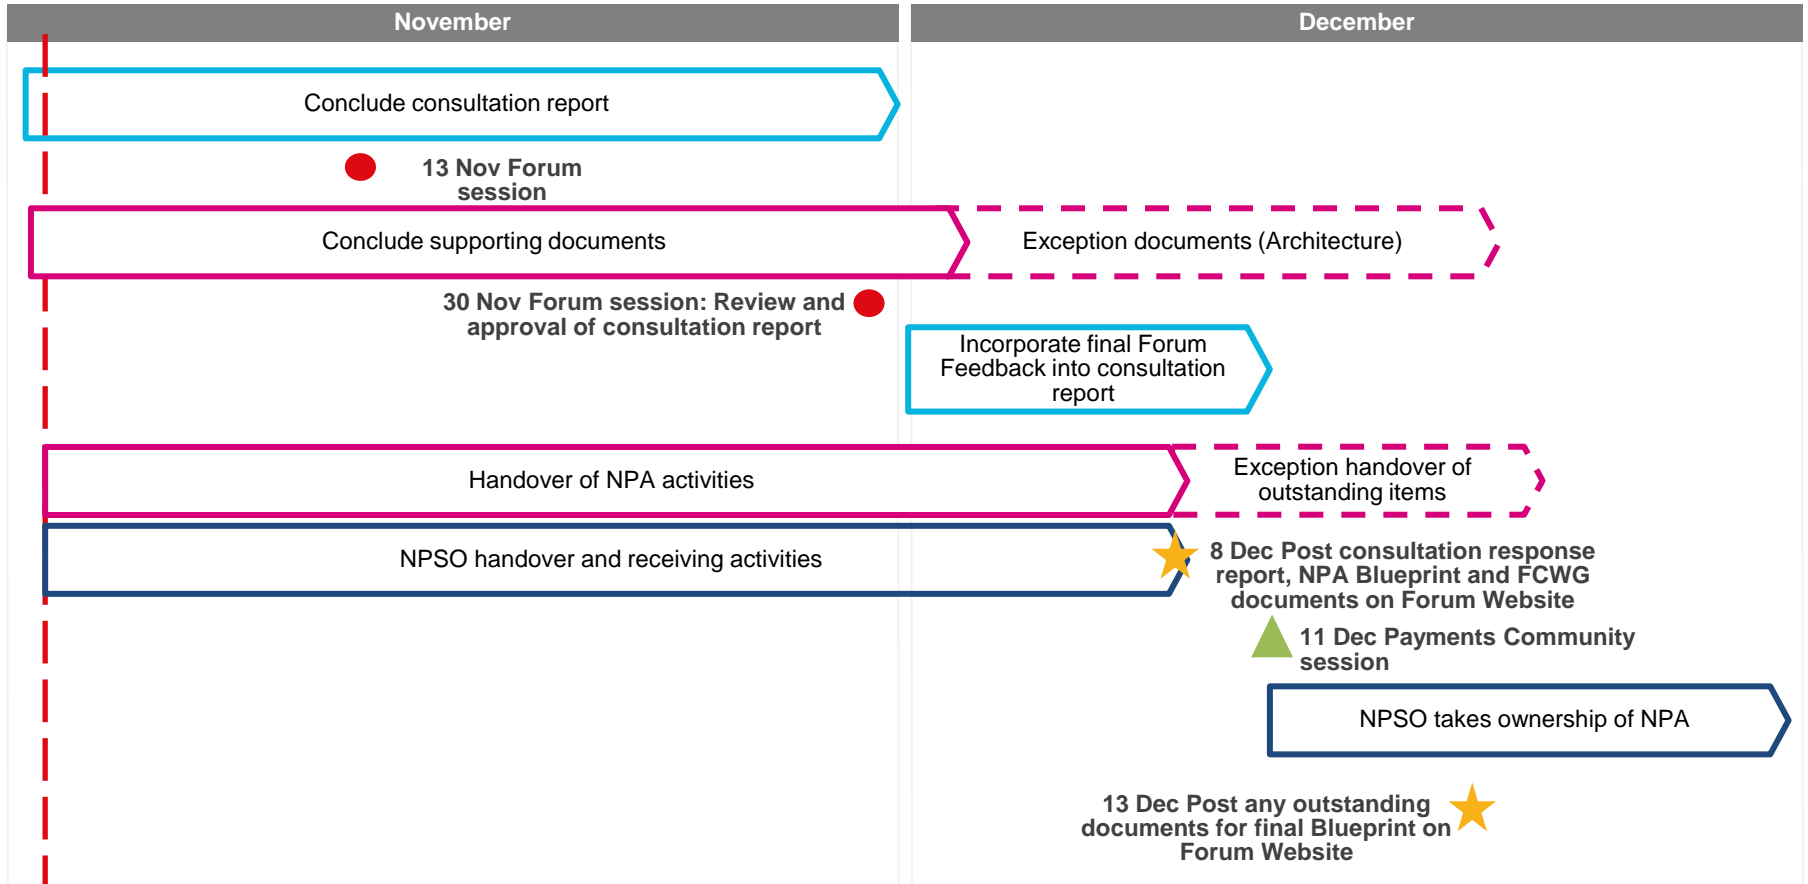 November
December
Conclude consultation report
13 Nov Forum
session
Conclude supporting documents
Exception documents (Architecture)
30 Nov Forum session: Review and
approval of consultation report
Incorporate final Forum
Feedback into consultation
report
Handover of NPA activities
Exception handover of
outstanding items
NPSO handover and receiving activities
8 Dec Post consultation response
report, NPA Blueprint and FCWG
documents on Forum Website
11 Dec Payments Community
session
NPSO takes ownership of NPA
13 Dec Post any outstanding
documents for final Blueprint on
Forum Website